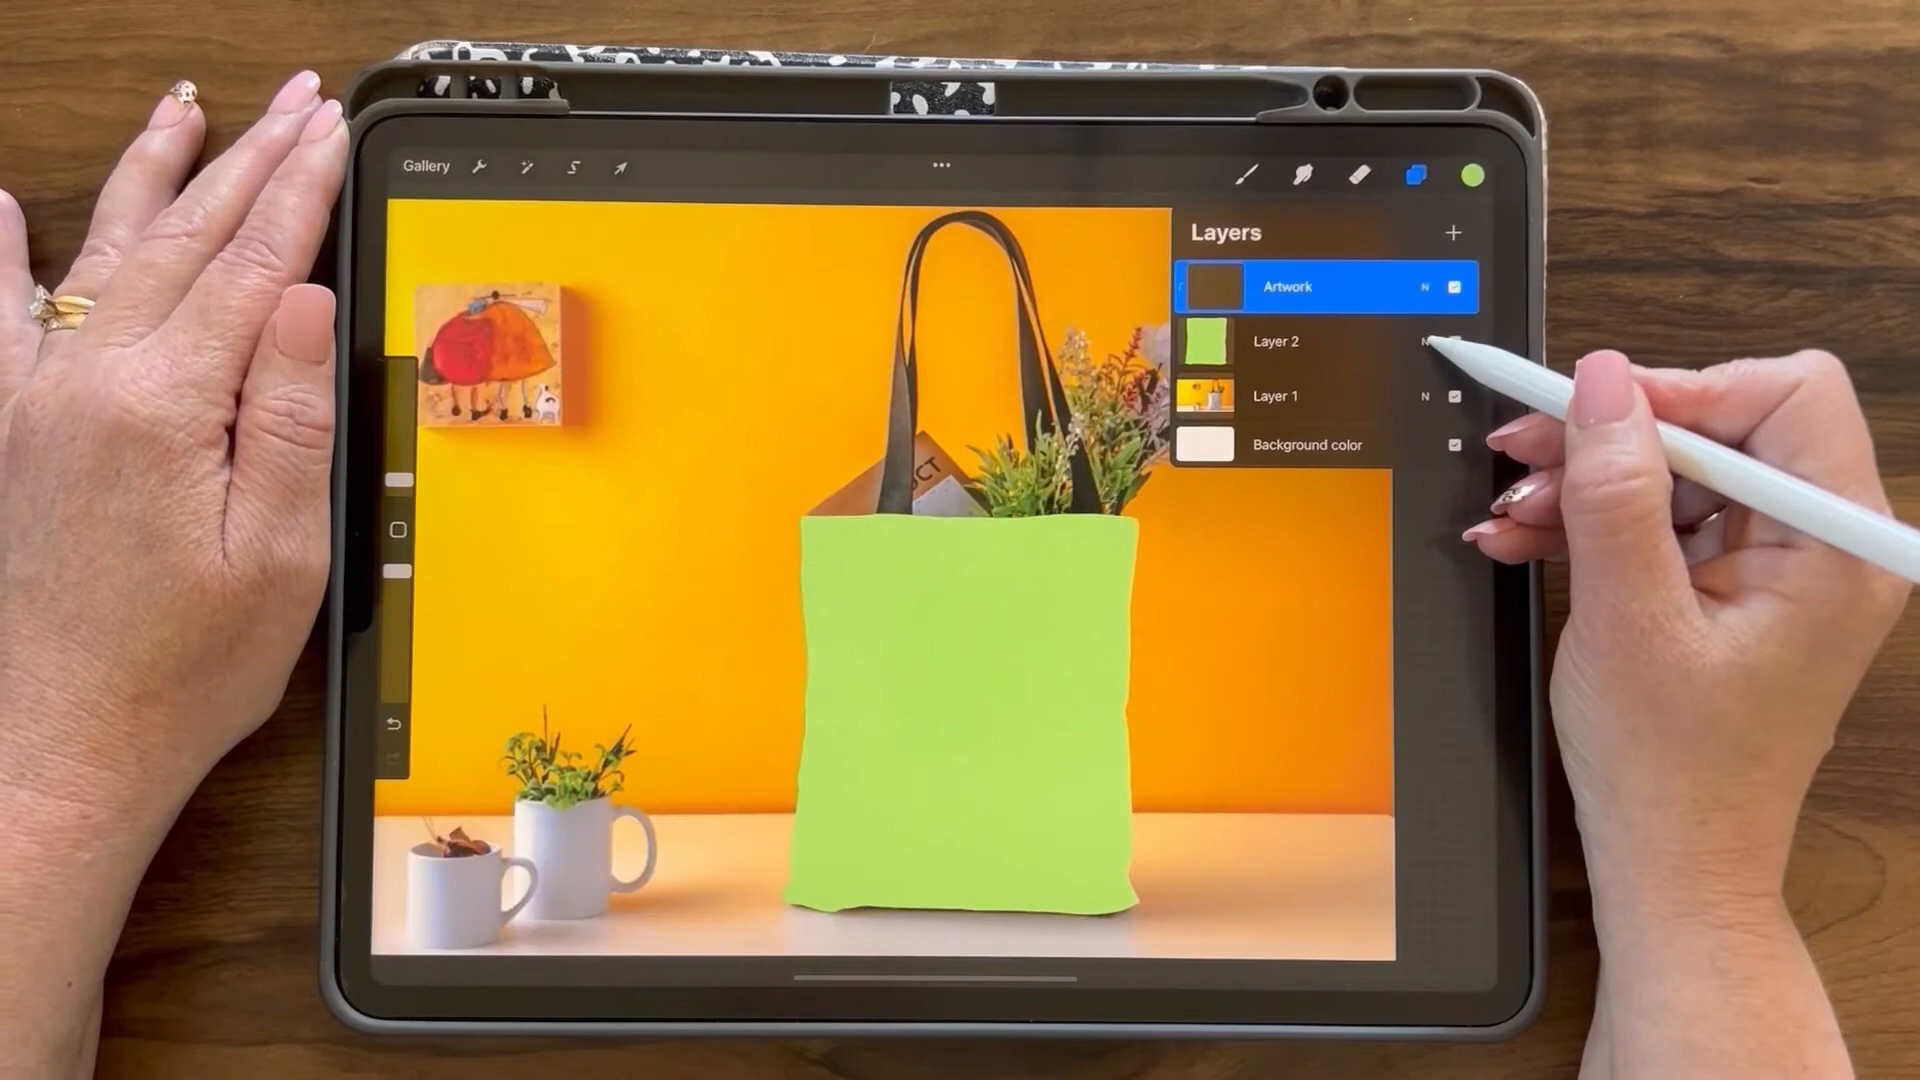 Gallery
Layers
Artwork N
Layer 2 N
Layer 1 N
Background color